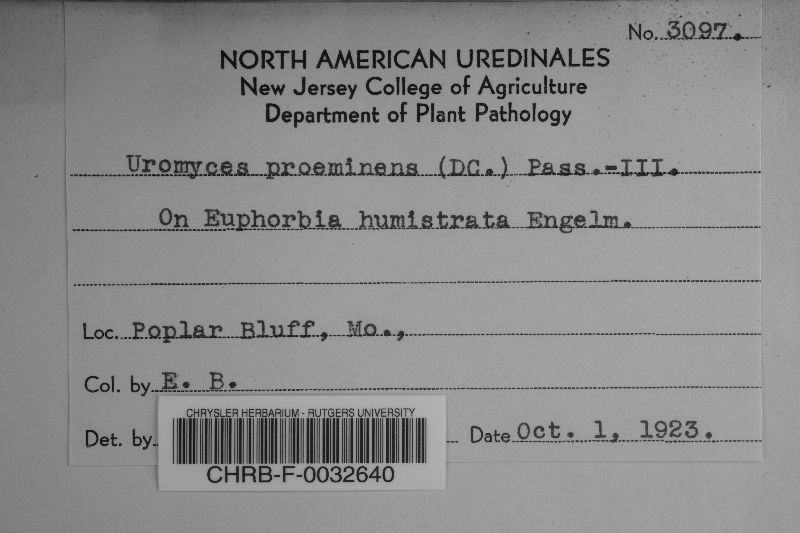 No. 3097.
NORTH AMERICAN UREDINALES
New Jersey College of Agriculture
Department of Plant Pathology
Uromyces proeminens (DC.) Pass.-III.
On Euphorbia humistrata Engelm.
Loc. Poplar Bluff, Mo.,
Col. by E. B.
Det. by
Date Oct. 1, 1923.
CHRYSLER HERBARIUM - RUTGERS UNIVERSITY
CHRB-F-0032640